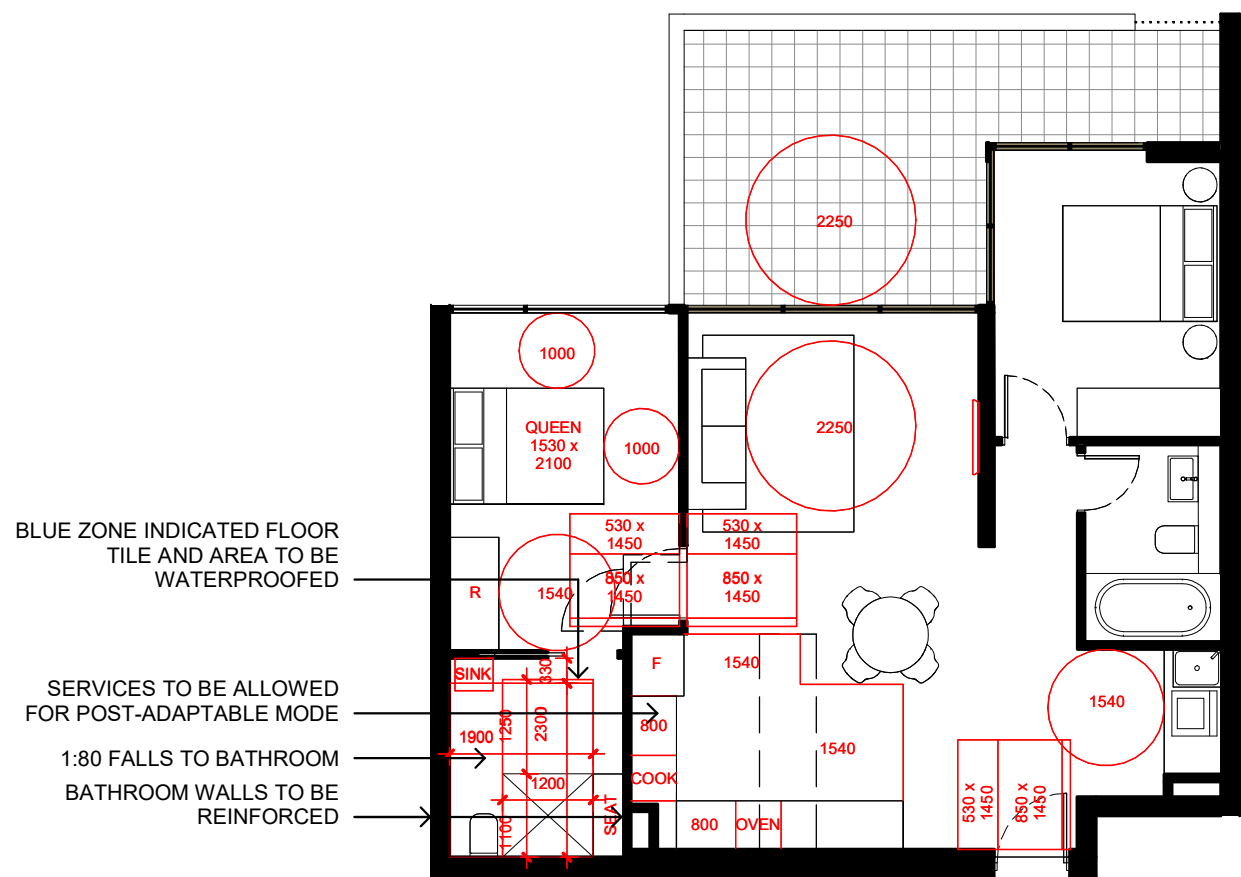 2250
1000
QUEEN
1530 x
2100
1000
2250
BLUE ZONE INDICATED FLOOR
TILE AND AREA TO BE
WATERPROOFED
530 x
1450
530 x
1450
850 x
1450
850 x
1450
R
1540
SINK
330
F
1540
1540
SERVICES TO BE ALLOWED
FOR POST-ADAPTABLE MODE
1250
2300
1900
800
1540
1:80 FALLS TO BATHROOM
COOK
1200
BATHROOM WALLS TO BE
REINFORCED
1100
SEAT
800
OVEN
530 x
1450
850 x
1450